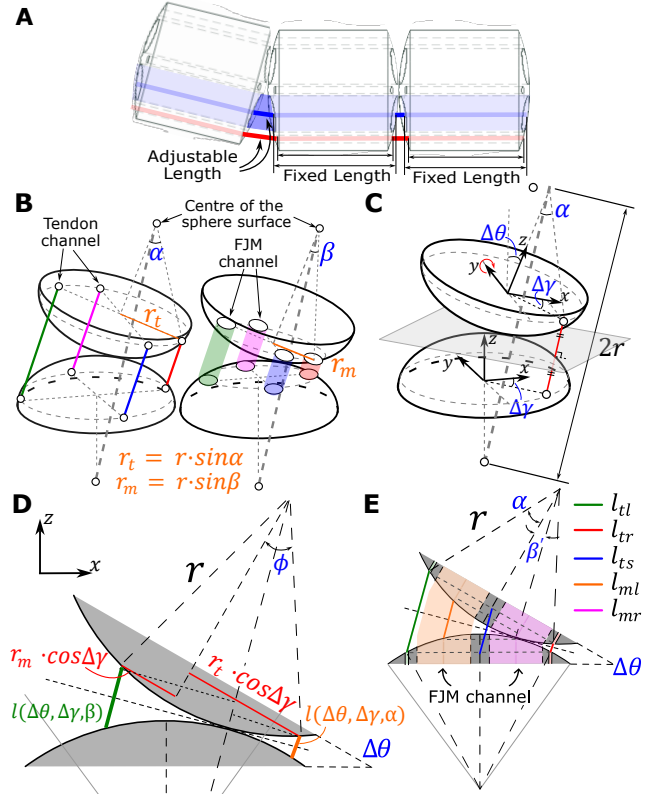 A
Adjustable
Length
Fixed Length
Fixed Length
B
Tendon
channel
Centre of the
sphere surface
FJM
channel
α
β
r_t
r_m
r_t = r·sinα
r_m = r·sinβ
C
α
Δθ
z
y
x
Δγ
2r
z
y
x
Δγ
D
z
x
r
ϕ
r_m ·cosΔγ
r_t ·cosΔγ
l(Δθ, Δγ,β)
l(Δθ, Δγ,α)
Δθ
E
r
α
β'
l_tl
l_tr
l_ts
l_ml
l_mr
Δθ
FJM channel